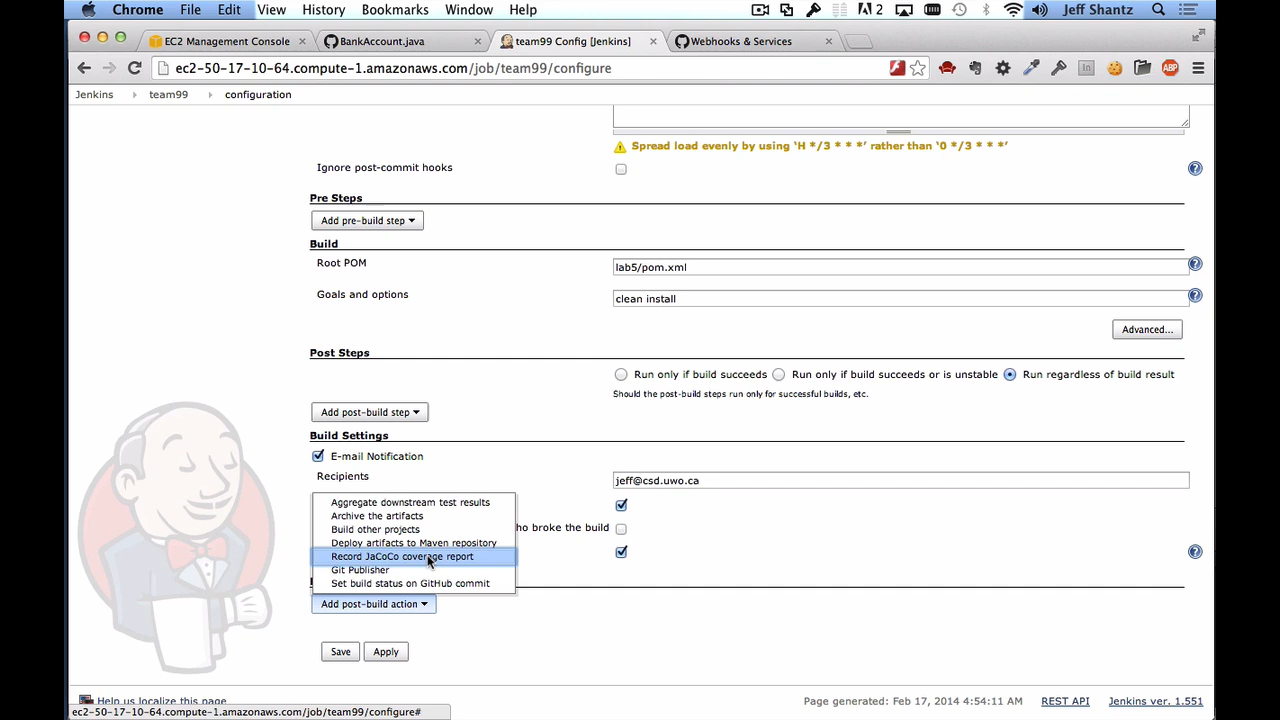 Chrome File Edit View History Bookmarks Window Help 2 Jeff Shantz
EC2 Management Console × BankAccount.java × team99 Config [Jenkins] × Webhooks & Services ×
ec2-50-17-10-64.compute-1.amazonaws.com/job/team99/configure
Jenkins team99 configuration
Spread load evenly by using ‘H */3 * * *’ rather than ‘0 */3 * * *’
Ignore post-commit hooks
Pre Steps
Add pre-build step
Build
Root POM lab5/pom.xml
Goals and options clean install
Advanced...
Post Steps
Run only if build succeeds Run only if build succeeds or is unstable Run regardless of build result
Should the post-build steps run only for successful builds, etc.
Add post-build step
Build Settings
E-mail Notification
Recipients jeff@csd.uwo.ca
Aggregate downstream test results
Archive the artifacts
Build other projects ho broke the build
Deploy artifacts to Maven repository
Record JaCoCo coverage report
Git Publisher
Set build status on GitHub commit
Add post-build action
Save Apply
Help us localize this page Page generated: Feb 17, 2014 4:54:11 AM REST API Jenkins ver. 1.551
ec2-50-17-10-64.compute-1.amazonaws.com/job/team99/configure#